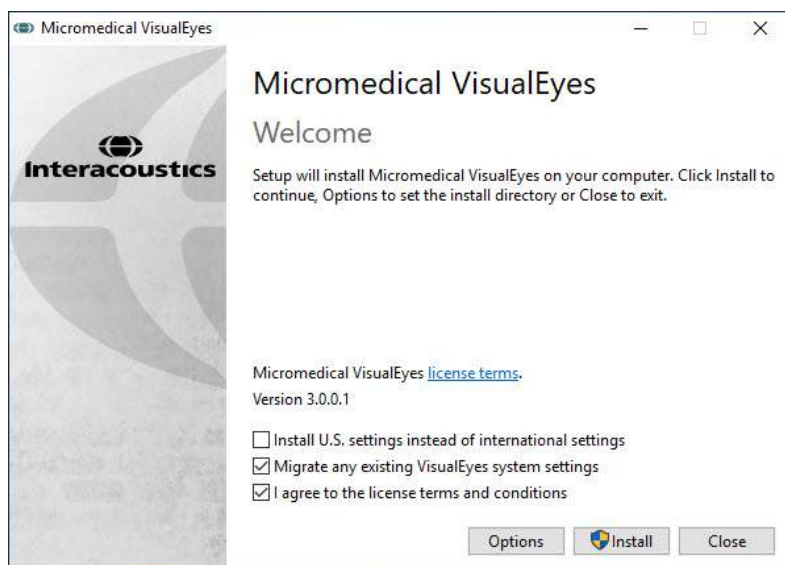 Micromedical VisualEyes
Interacoustics
Micromedical VisualEyes
Welcome
Setup will install Micromedical VisualEyes on your computer. Click Install to
continue, Options to set the install directory or Close to exit.
Micromedical VisualEyes license terms.
Version 3.0.0.1
Install U.S. settings instead of international settings
Migrate any existing VisualEyes system settings
I agree to the license terms and conditions
Options Install Close